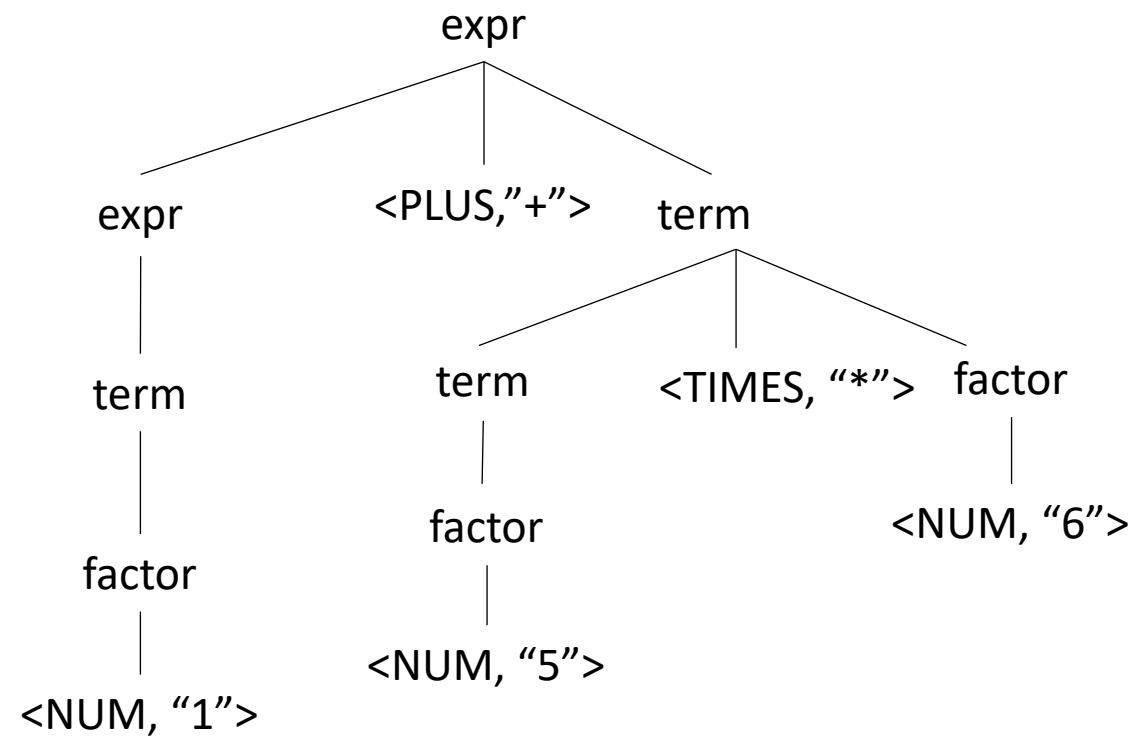 expr
expr
<PLUS,”+”>
term
term
term
<TIMES, “*”>
factor
factor
factor
<NUM, “6”>
<NUM, “5”>
<NUM, “1”>